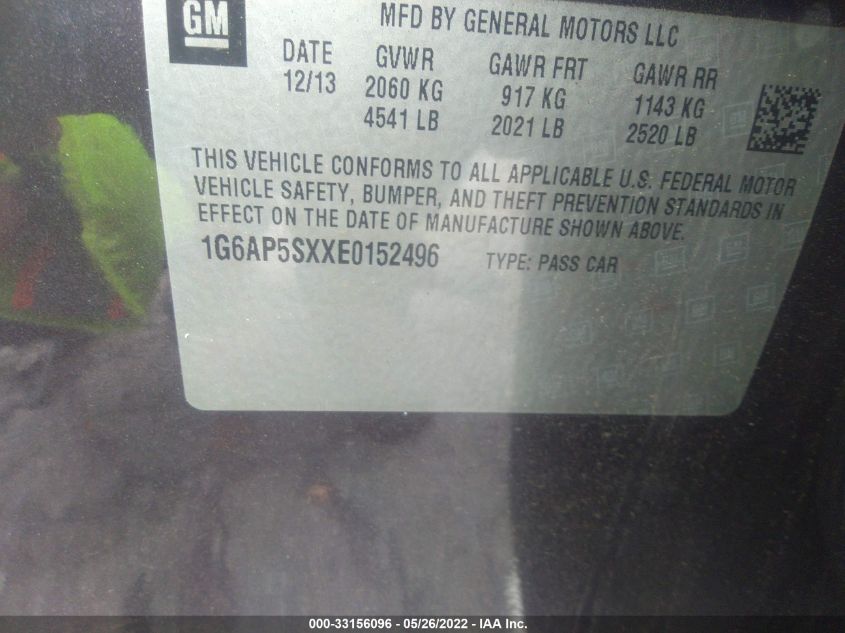 GM
MFD BY GENERAL MOTORS LLC
DATE GVWR GAWR FRT GAWR RR
12/13 2060 KG 917 KG 1143 KG
4541 LB 2021 LB 2520 LB
THIS VEHICLE CONFORMS TO ALL APPLICABLE U.S. FEDERAL MOTOR
VEHICLE SAFETY, BUMPER, AND THEFT PREVENTION STANDARDS IN
EFFECT ON THE DATE OF MANUFACTURE SHOWN ABOVE.
1G6AP5SXXE0152496 TYPE: PASS CAR
000-33156096 - 05/26/2022 - IAA Inc.